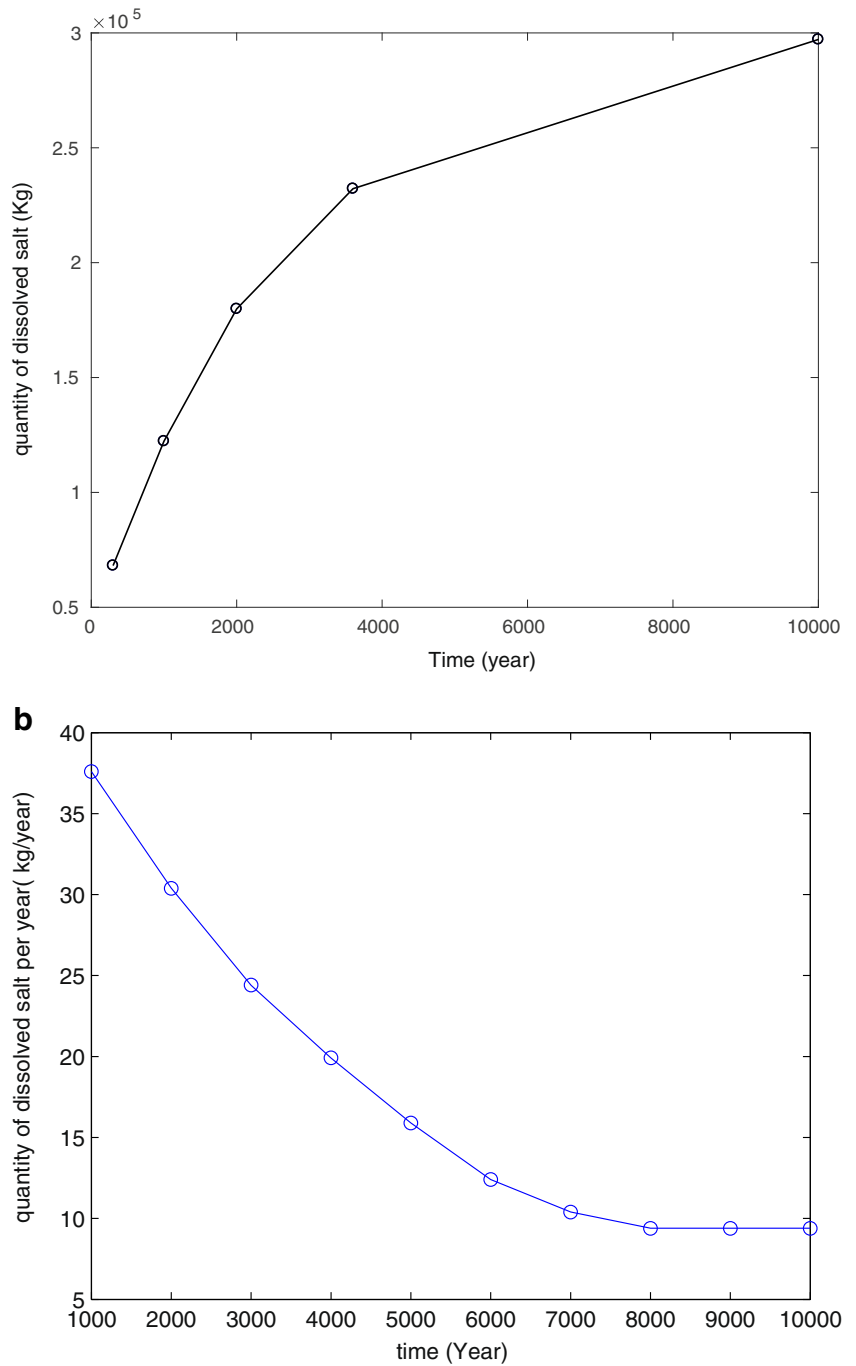 ×10 5
3
2.5
2
1.5
1
0.5
quantity of dissolved salt (Kg)
0 2000 4000 6000 8000 10000
Time (year)
b
40
35
30
25
20
15
10
5
quantity of dissolved salt per year( kg/year)
1000 2000 3000 4000 5000 6000 7000 8000 9000 10000
time (Year)